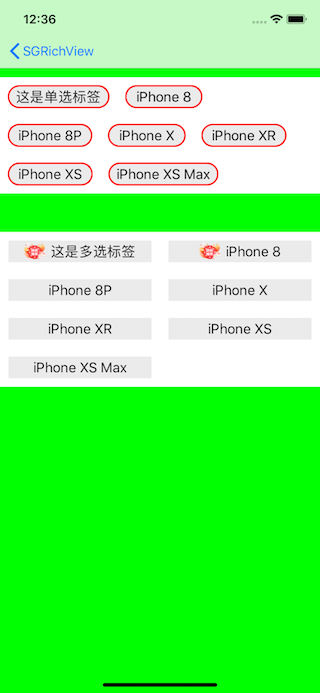 12:36
SGRichView
这是单选标签 iPhone 8
iPhone 8P iPhone X iPhone XR
iPhone XS iPhone XS Max
这是多选标签 iPhone 8
iPhone 8P iPhone X
iPhone XR iPhone XS
iPhone XS Max